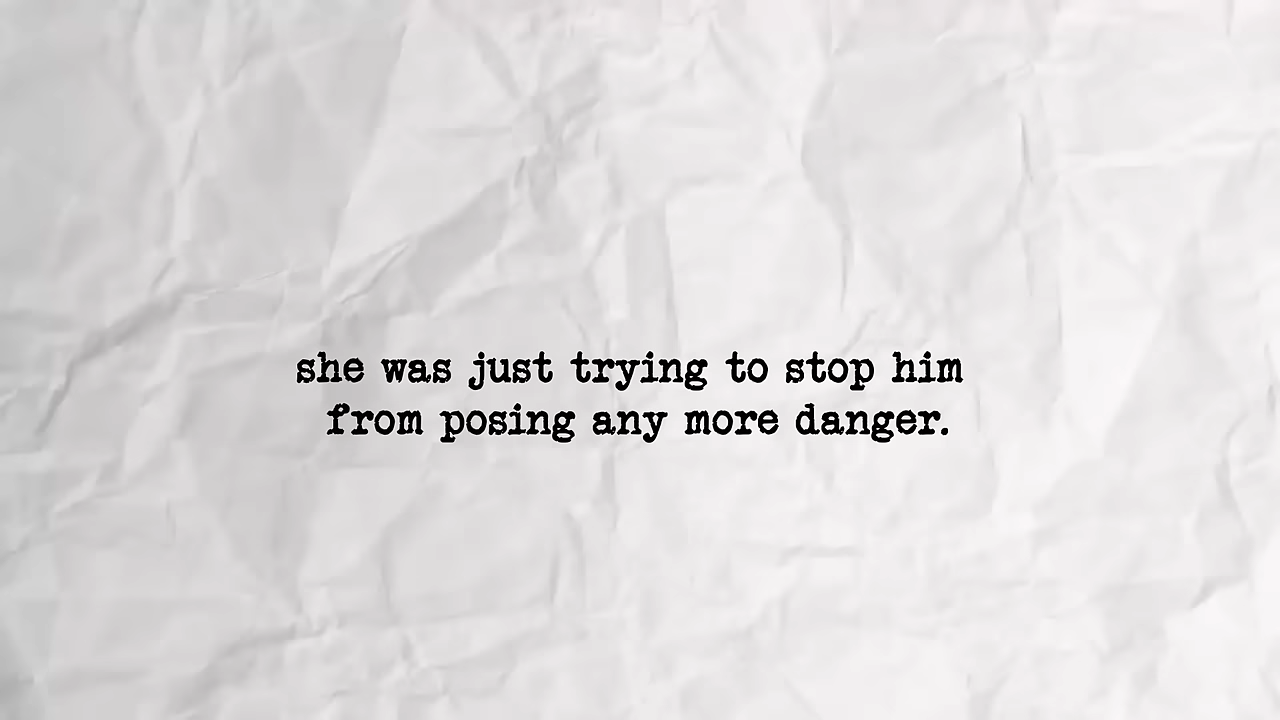 she was just trying to stop him
from posing any more danger.